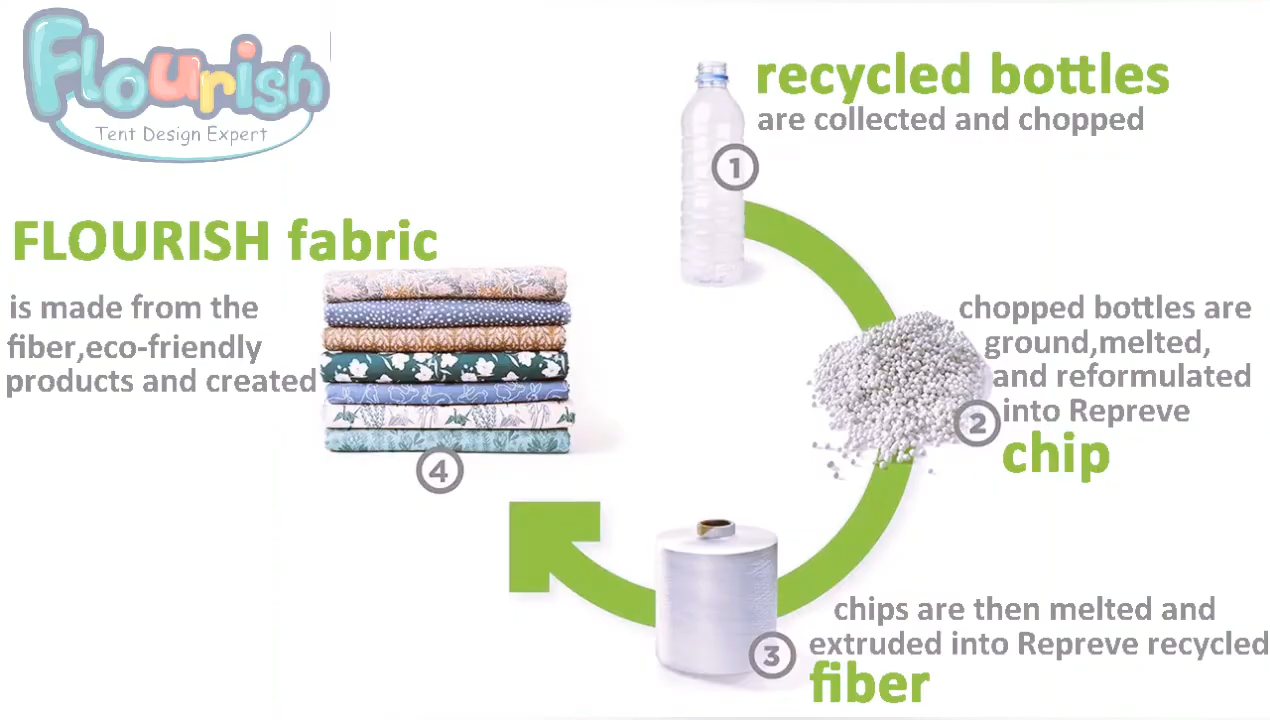 Flourish
Tent Design Expert
recycled bottles
are collected and chopped
1
chopped bottles are
ground,melted,
and reformulated
into Repreve
2
chip
chips are then melted and
extruded into Repreve recycled
3
fiber
FLOURISH fabric
is made from the
fiber,eco-friendly
products and created
4